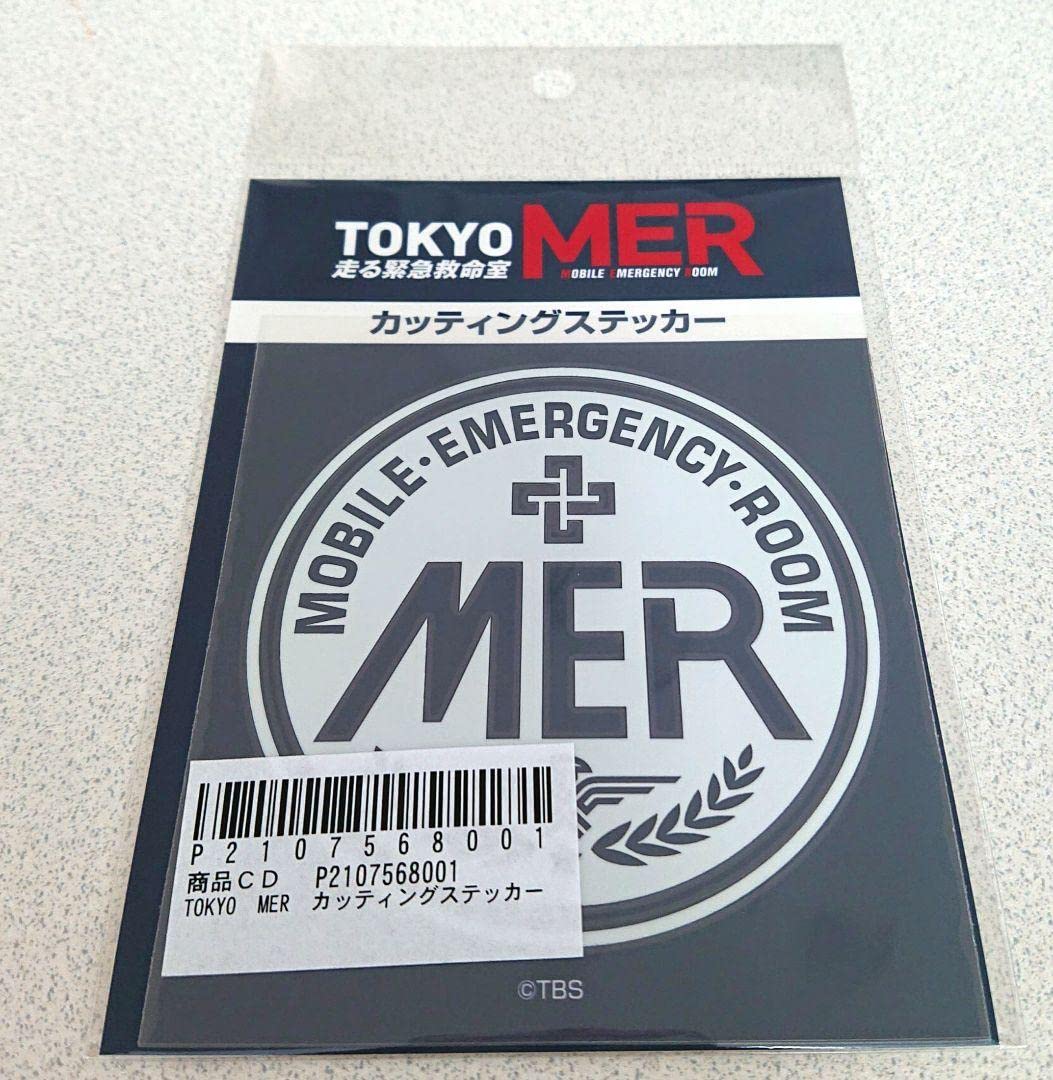 TOKYO MER
走る緊急救命室 MOBILE EMERGENCY ROOM
カッティングステッカー
MOBILE・EMERGENCY・ROOM
MER
P2107568001
商品CD P2107568001
TOKYO MER カッティングステッカー
©TBS